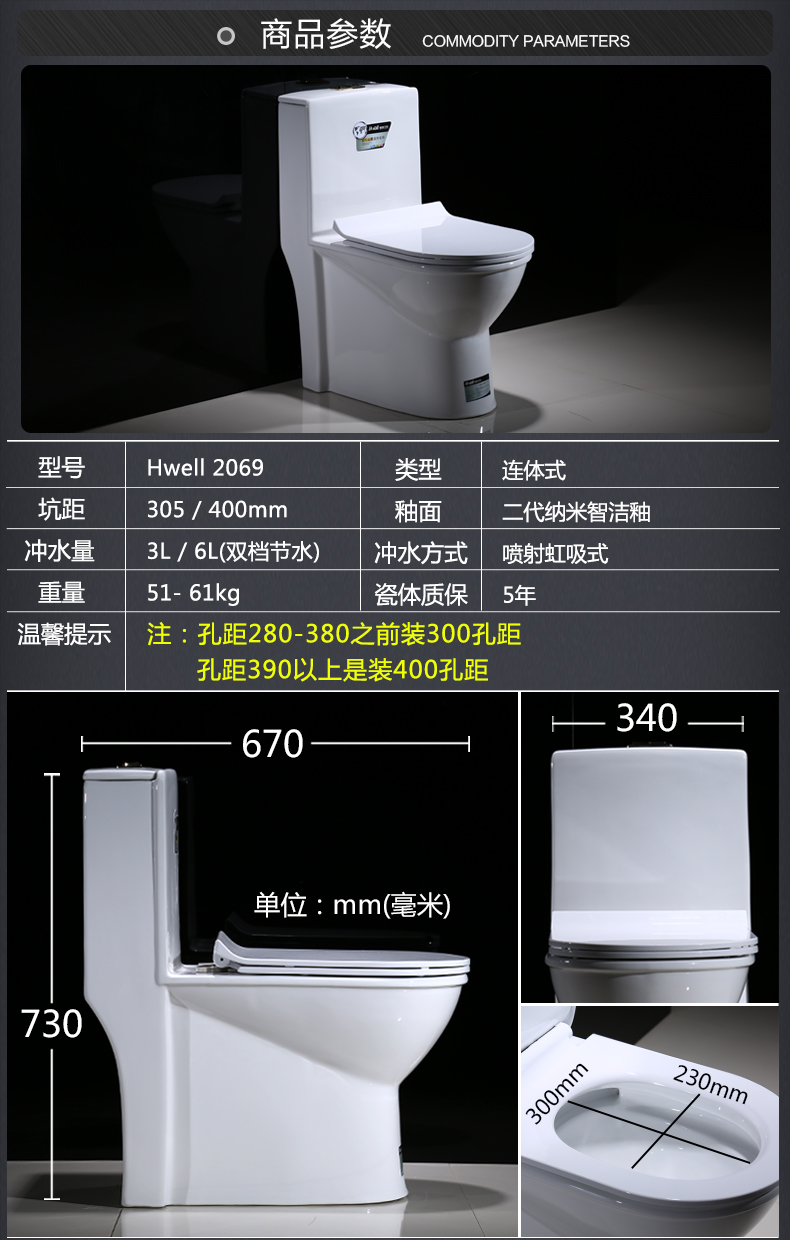 商品参数 COMMODITY PARAMETERS
型号 Hwell 2069 类型 连体式
坑距 305 / 400mm 釉面 二代纳米智洁釉
冲水量 3L / 6L(双档节水) 冲水方式 喷射虹吸式
重量 51- 61kg 瓷体质保 5年
温馨提示 注：孔距280-380之前装300孔距
孔距390以上是装400孔距
670
340
单位：mm(毫米)
730
300mm
230mm